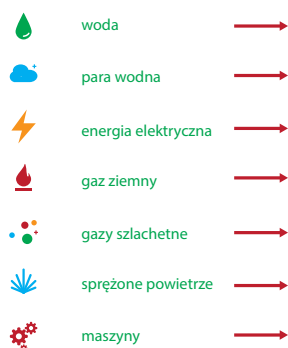 woda
para wodna
energia elektryczna
gaz ziemny
gazy szlachetne
sprężone powietrze
maszyny